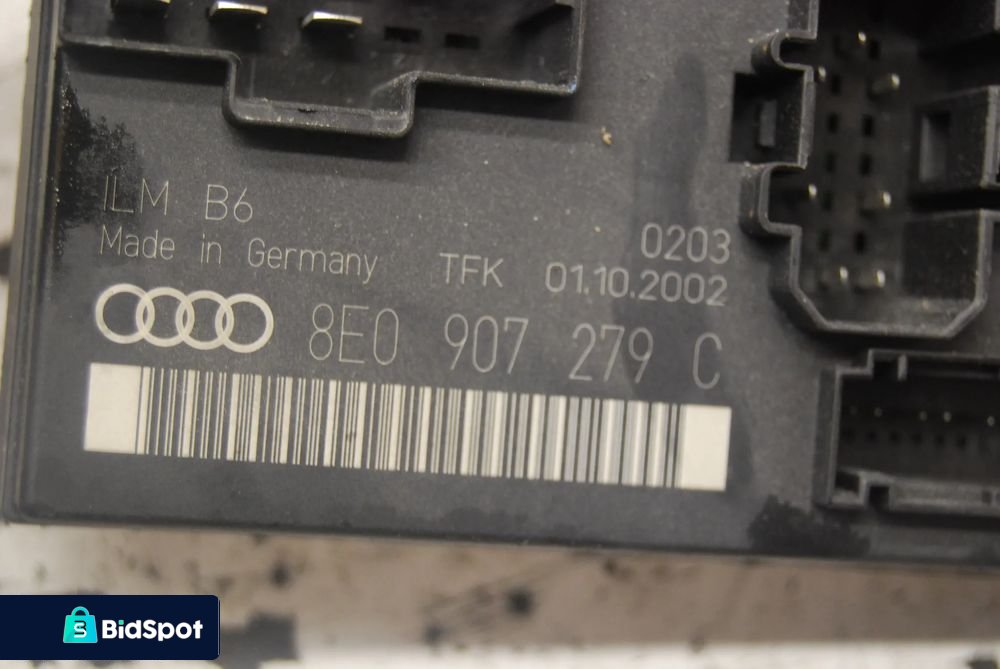 ILM B6
0203
Made in Germany TFK 01.10.2002
8E0 907 279 C
BidSpot